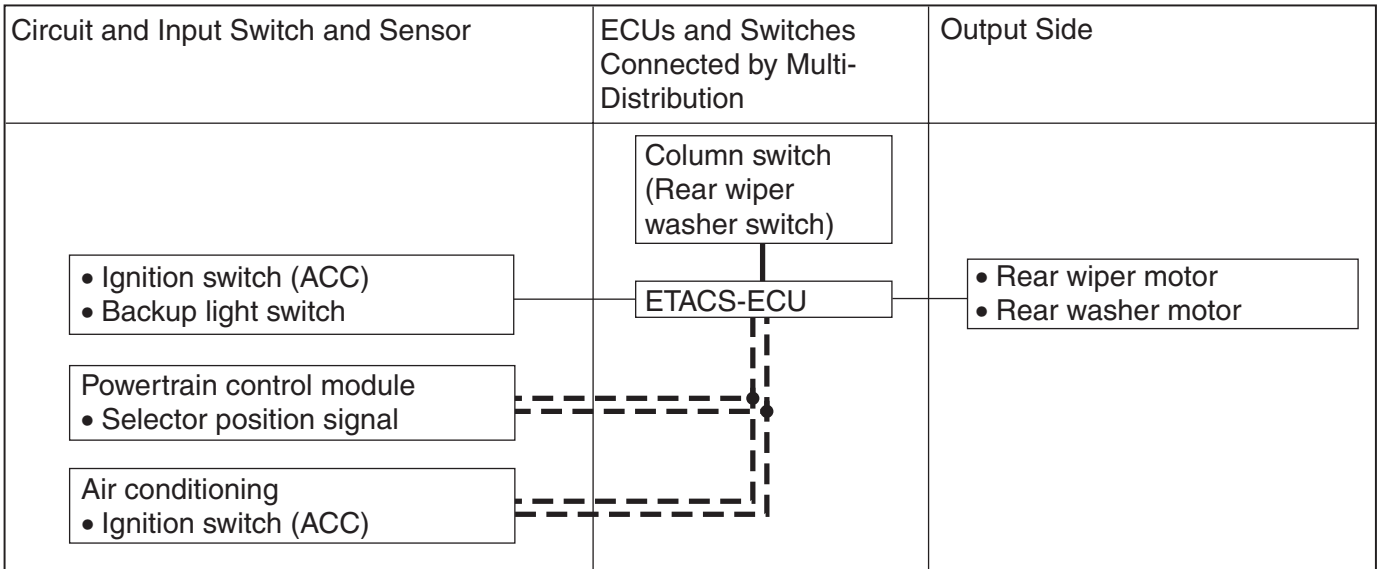 Circuit and Input Switch and Sensor
ECUs and Switches
Connected by Multi-
Distribution
Output Side
Column switch
(Rear wiper
washer switch)
• Ignition switch (ACC)
• Backup light switch
ETACS-ECU
• Rear wiper motor
• Rear washer motor
Powertrain control module
• Selector position signal
Air conditioning
• Ignition switch (ACC)